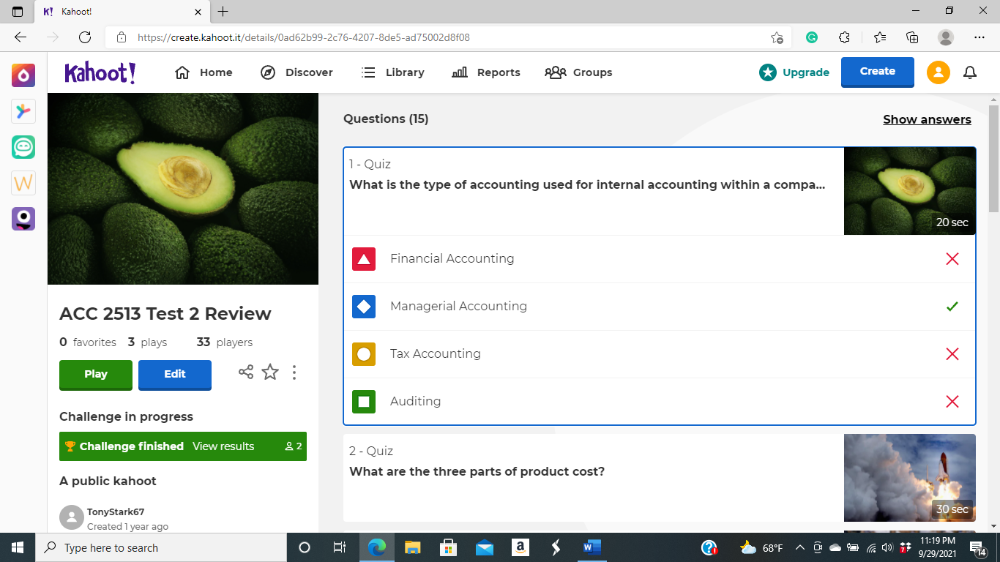 Kahoot!
https://create.kahoot.it/details/0ad62b99-2c76-4207-8de5-ad75002d8f08
Kahoot!
Home
Discover
Library
Reports
Groups
Upgrade
Create
ACC 2513 Test 2 Review
0 favorites 3 plays 33 players
Play
Edit
Challenge in progress
Challenge finished View results 2
A public kahoot
TonyStark67
Created 1 year ago
Questions (15)
Show answers
1 - Quiz
What is the type of accounting used for internal accounting within a compa...
20 sec
Financial Accounting
Managerial Accounting
Tax Accounting
Auditing
2 - Quiz
What are the three parts of product cost?
30 sec
Type here to search
68°F
11:19 PM
9/29/2021
14